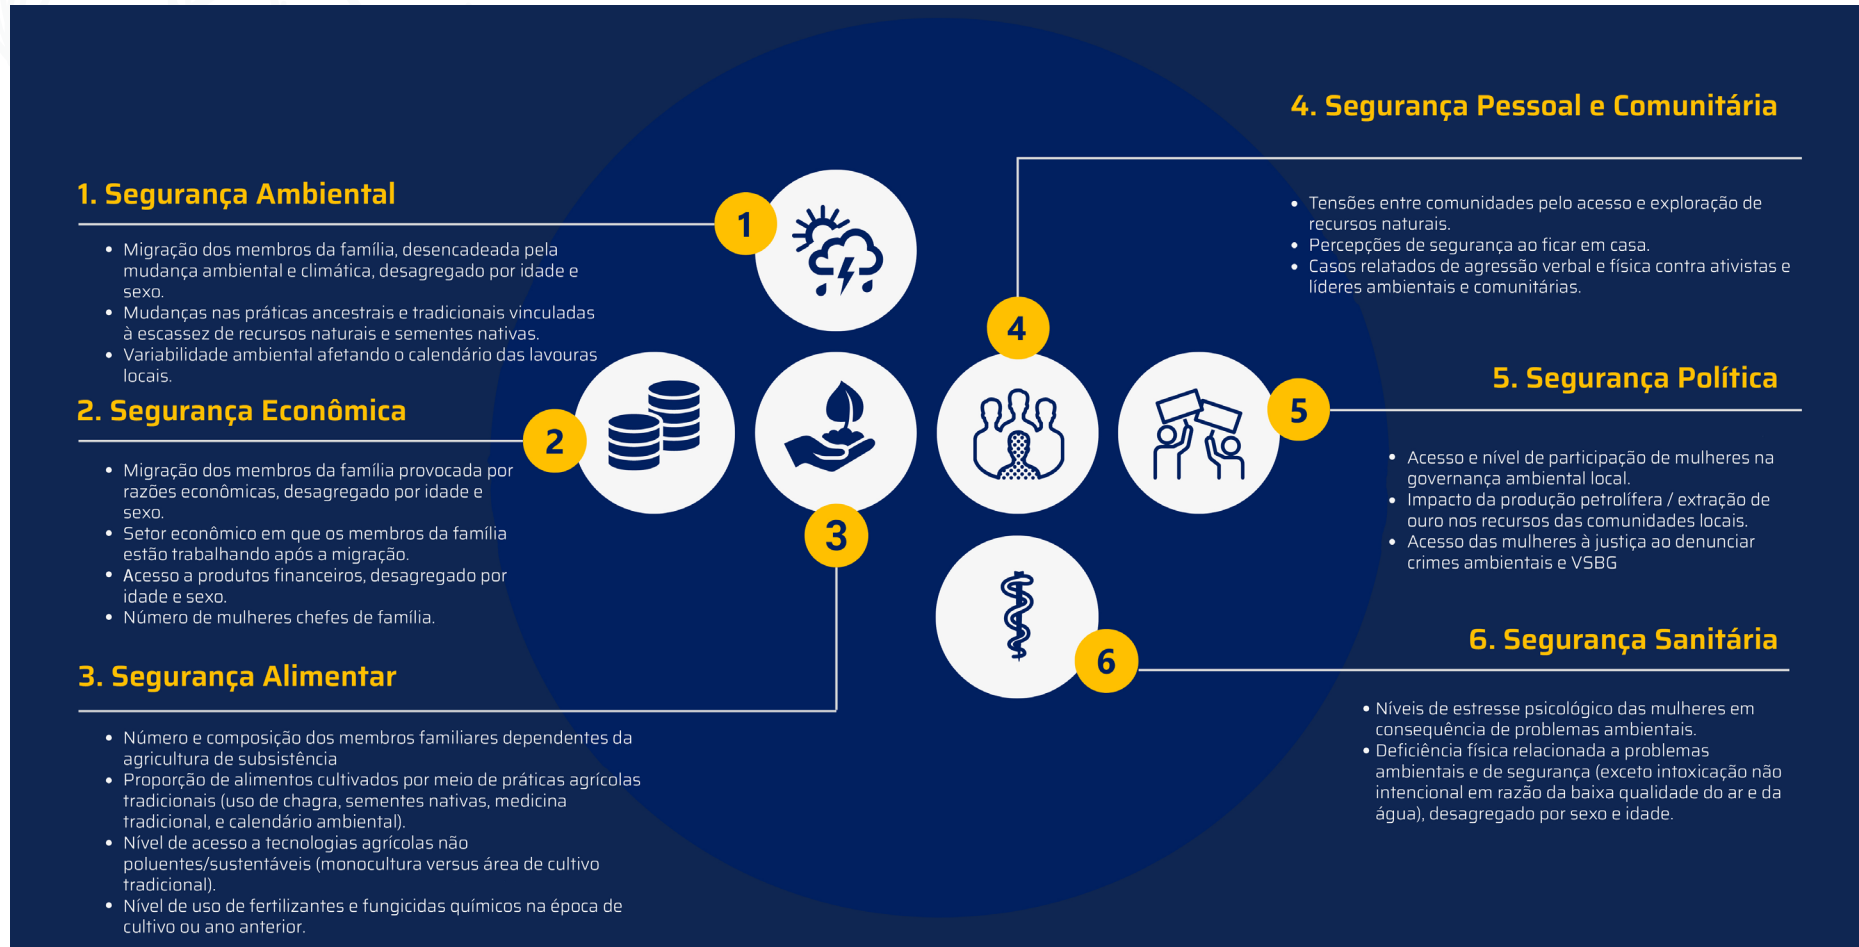 1. Segurança Ambiental
1
• Migração dos membros da família, desencadeada pela
mudança ambiental e climática, desagregado por idade e
sexo.
• Mudanças nas práticas ancestrais e tradicionais vinculadas
à escassez de recursos naturais e sementes nativas.
• Variabilidade ambiental afetando o calendário das lavouras
locais.
2. Segurança Econômica
2
• Migração dos membros da família provocada por
razões econômicas, desagregado por idade e
sexo.
• Setor econômico em que os membros da família
estão trabalhando após a migração.
• Acesso a produtos financeiros, desagregado por
idade e sexo.
• Número de mulheres chefes de família.
3
3. Segurança Alimentar
• Número e composição dos membros familiares dependentes da
agricultura de subsistência
• Proporção de alimentos cultivados por meio de práticas agrícolas
tradicionais (uso de chagra, sementes nativas, medicina
tradicional, e calendário ambiental).
• Nível de acesso a tecnologias agrícolas não
poluentes/sustentáveis (monocultura versus área de cultivo
tradicional).
• Nível de uso de fertilizantes e fungicidas químicos na época de
cultivo ou ano anterior.
4. Segurança Pessoal e Comunitária
• Tensões entre comunidades pelo acesso e exploração de
recursos naturais.
• Percepções de segurança ao ficar em casa.
• Casos relatados de agressão verbal e física contra ativistas e
líderes ambientais e comunitárias.
4
5. Segurança Política
5
• Acesso e nível de participação de mulheres na
governança ambiental local.
• Impacto da produção petrolífera / extração de
ouro nos recursos das comunidades locais.
• Acesso das mulheres à justiça ao denunciar
crimes ambientais e VSBG
6. Segurança Sanitária
6
• Níveis de estresse psicológico das mulheres em
consequência de problemas ambientais.
• Deficiência física relacionada a problemas
ambientais e de segurança (exceto intoxicação não
intencional em razão da baixa qualidade do ar e da
água), desagregado por sexo e idade.